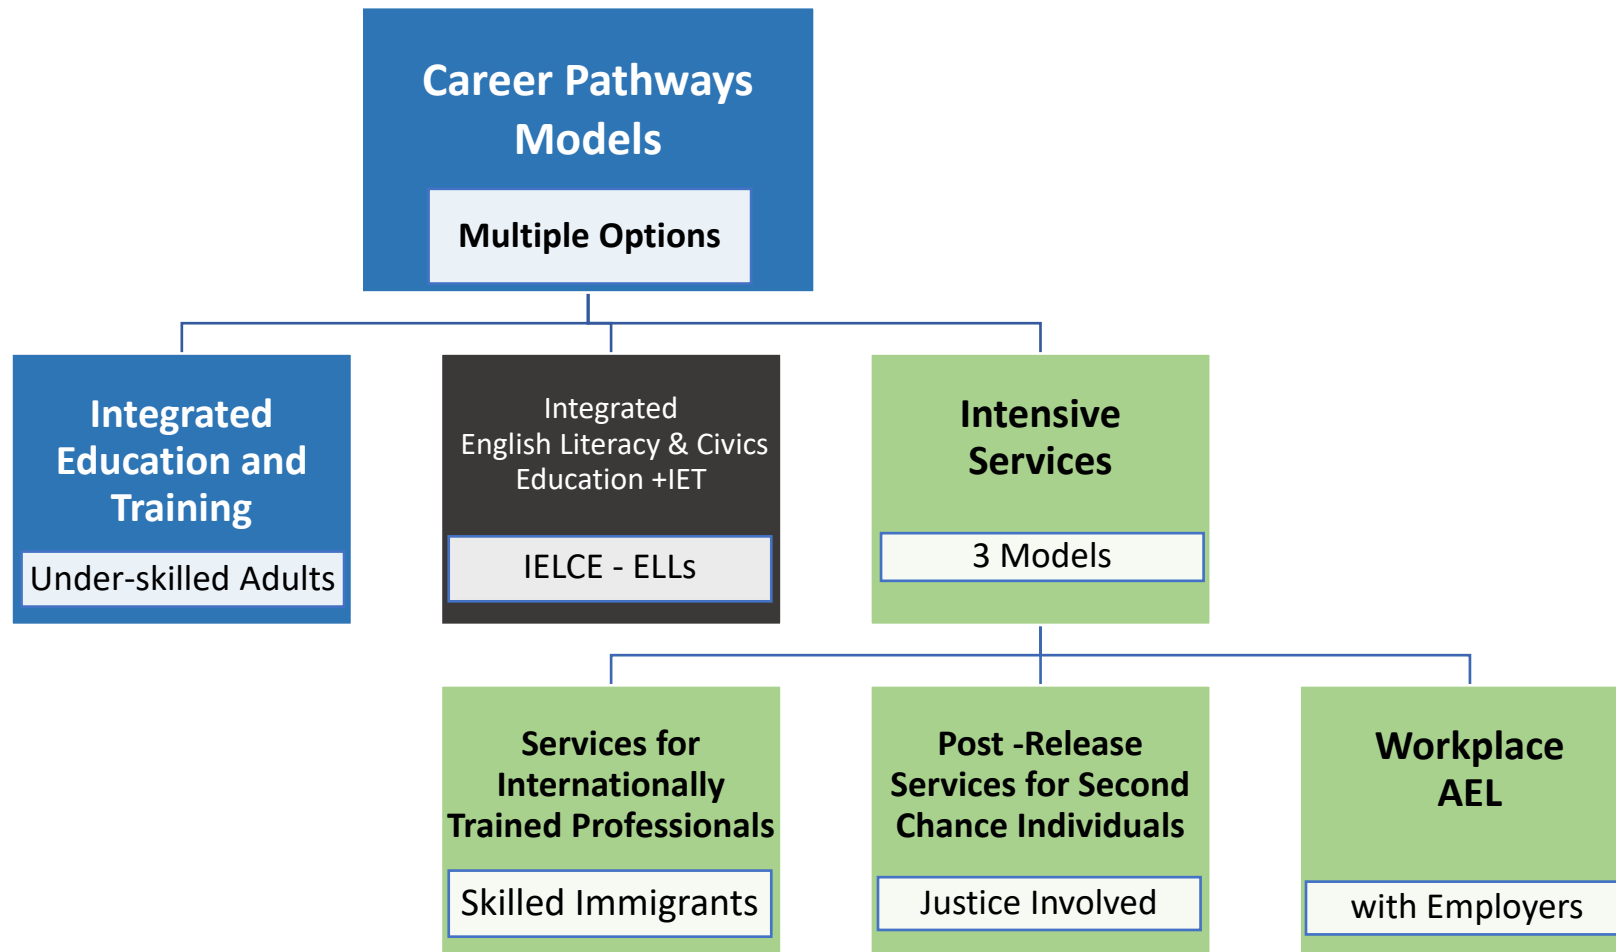 Career Pathways
Models
Multiple Options
Integrated
Education and
Training
Under-skilled Adults
Integrated
English Literacy & Civics
Education +IET
IELCE - ELLs
Intensive
Services
3 Models
Services for
Internationally
Trained Professionals
Skilled Immigrants
Post -Release
Services for Second
Chance Individuals
Justice Involved
Workplace
AEL
with Employers